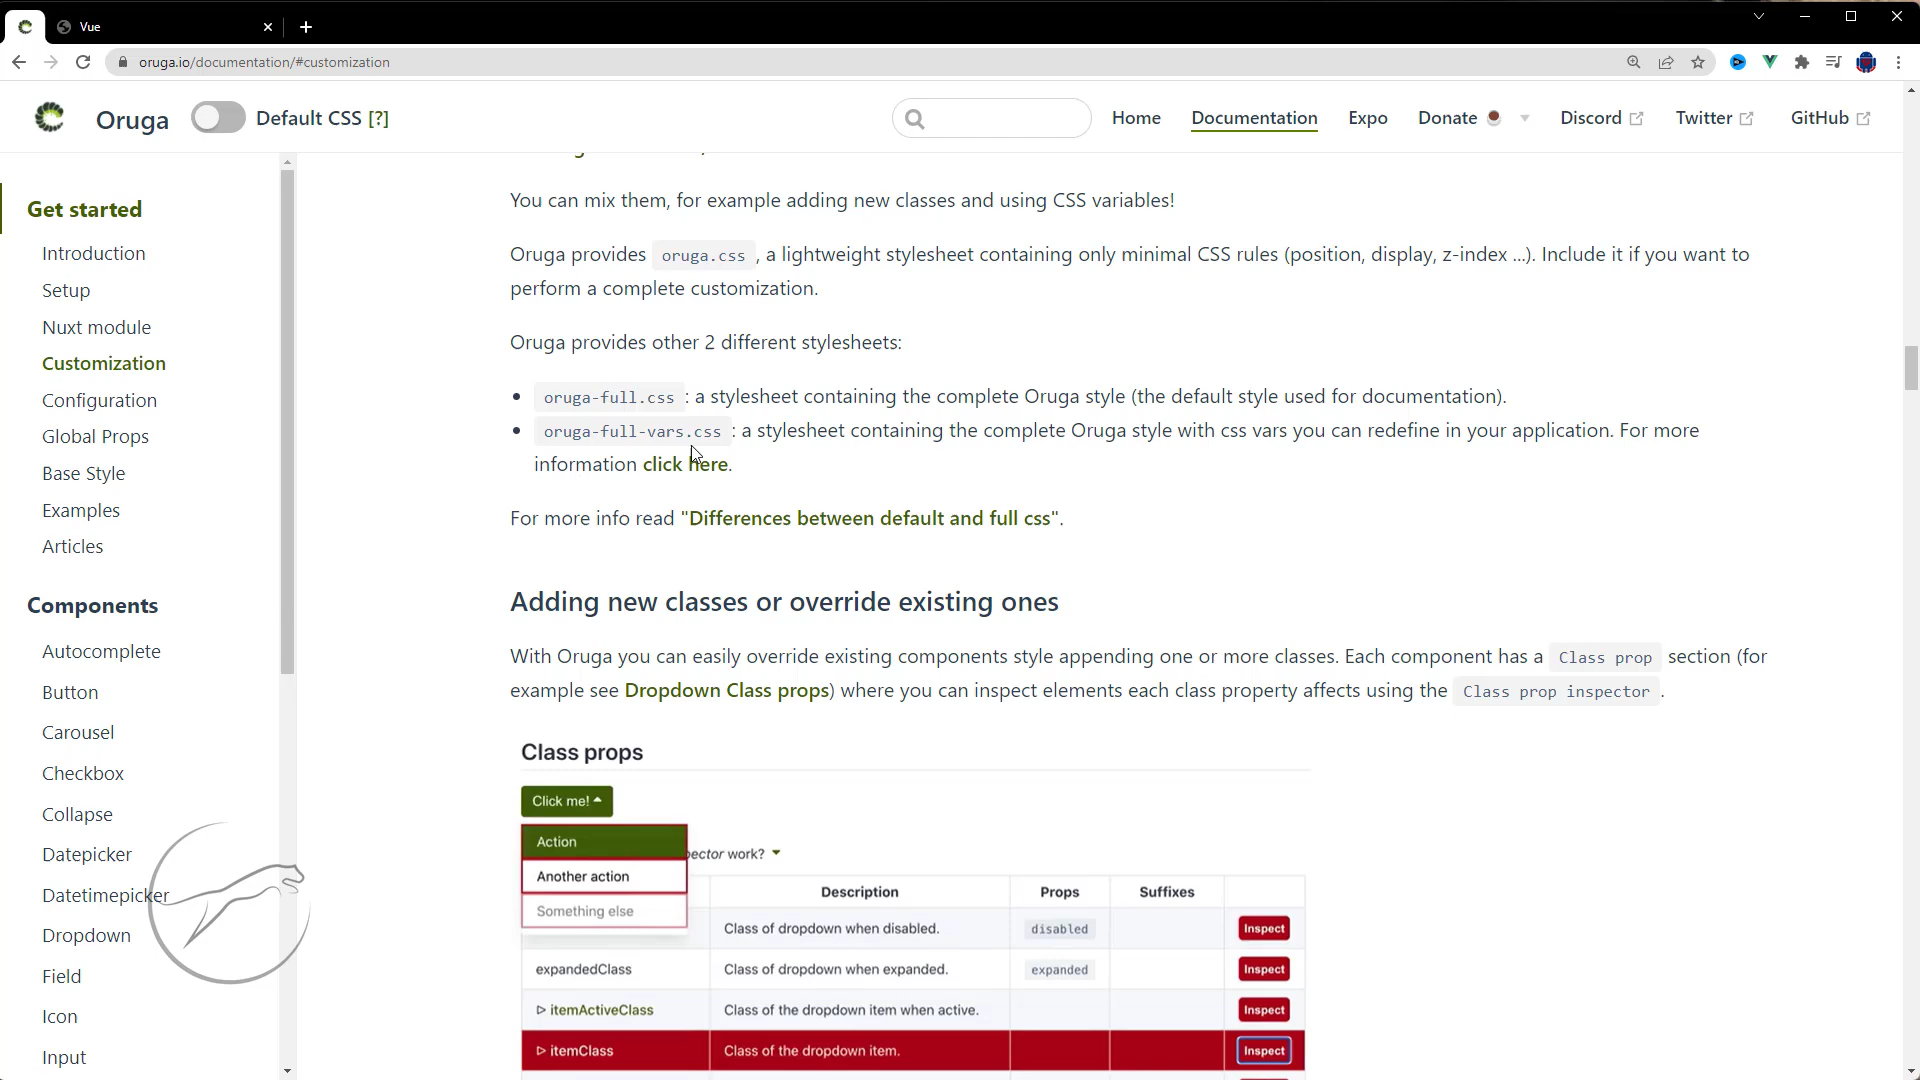 Vue
oruga.io/documentation/#customization
Oruga
Default CSS [?]
Home
Documentation
Expo
Donate
Discord
Twitter
GitHub
Get started
Introduction
Setup
Nuxt module
Customization
Configuration
Global Props
Base Style
Examples
Articles
Components
Autocomplete
Button
Carousel
Checkbox
Collapse
Datepicker
Datetimepicker
Dropdown
Field
Icon
Input
You can mix them, for example adding new classes and using CSS variables!
Oruga provides oruga.css , a lightweight stylesheet containing only minimal CSS rules (position, display, z-index ...). Include it if you want to
perform a complete customization.
Oruga provides other 2 different stylesheets:
• oruga-full.css : a stylesheet containing the complete Oruga style (the default style used for documentation).
• oruga-full-vars.css : a stylesheet containing the complete Oruga style with css vars you can redefine in your application. For more
information click here.
For more info read "Differences between default and full css".
Adding new classes or override existing ones
With Oruga you can easily override existing components style appending one or more classes. Each component has a Class prop section (for
example see Dropdown Class props) where you can inspect elements each class property affects using the Class prop inspector .
Class props
Click me!
Action
Another action
Something else
pector work?
Description Props Suffixes
Class of dropdown when disabled. disabled Inspect
expandedClass Class of dropdown when expanded. expanded Inspect
▷ itemActiveClass Class of the dropdown item when active. Inspect
▷ itemClass Class of the dropdown item. Inspect